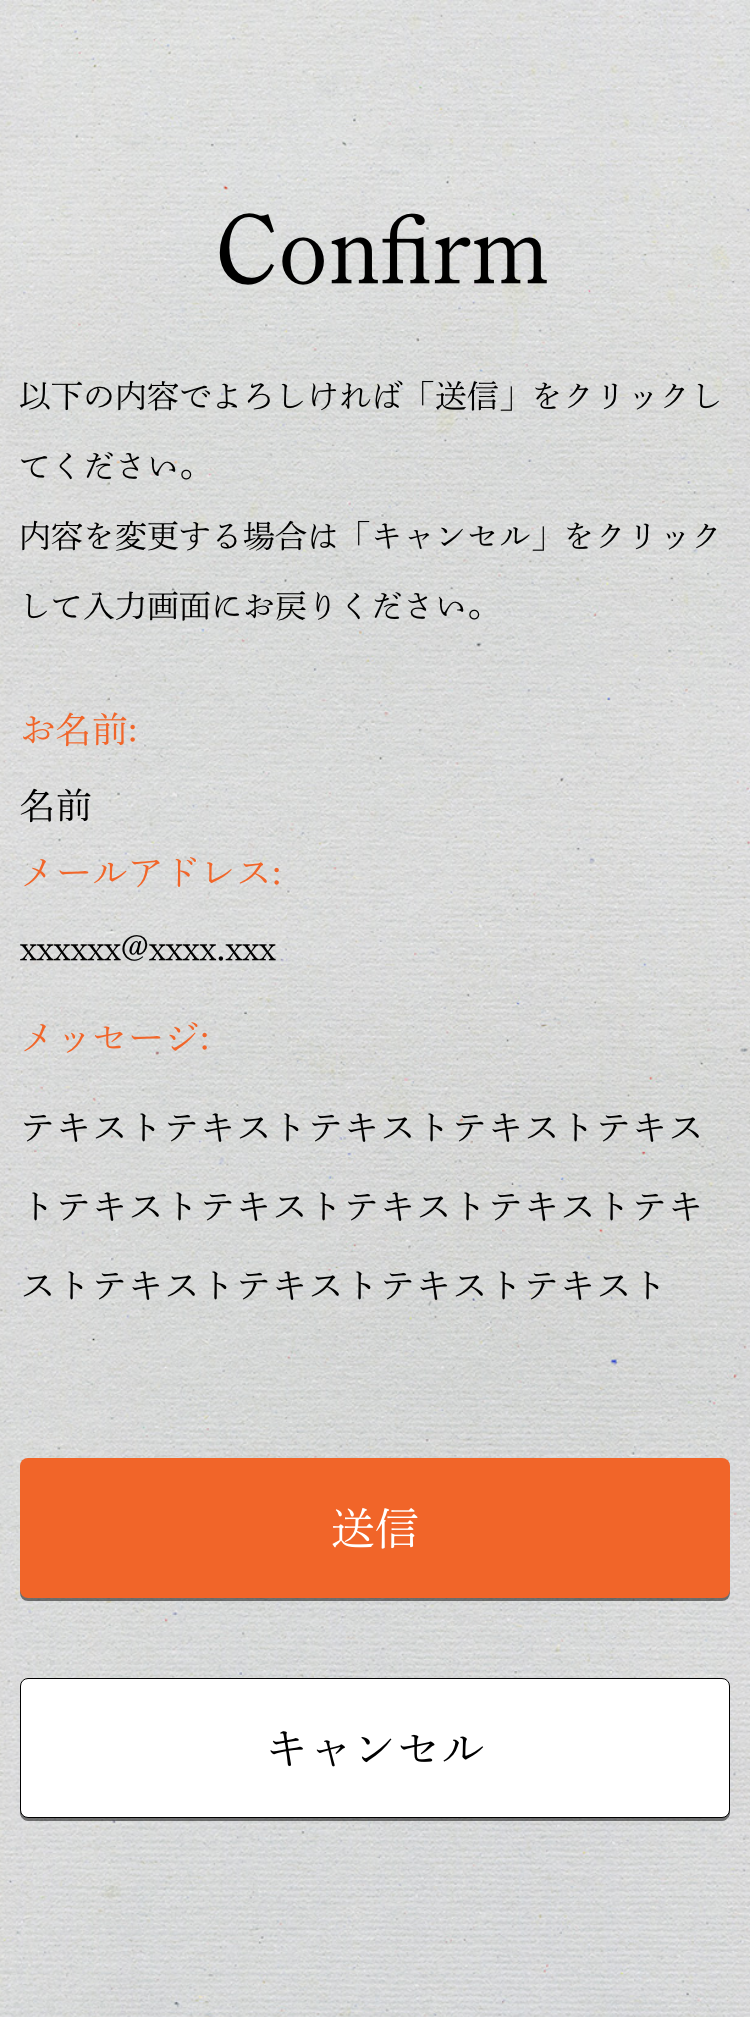 Confirm
以下の内容でよろしければ「送信」をクリックし
てください。
内容を変更する場合は「キャンセル」をクリック
して入力画面にお戻りください。
お名前:
名前
メールアドレス:
xxxxxx@xxxx.xxx
メッセージ:
テキストテキストテキストテキストテキス
トテキストテキストテキストテキストテキ
ストテキストテキストテキストテキスト
送信
キャンセル